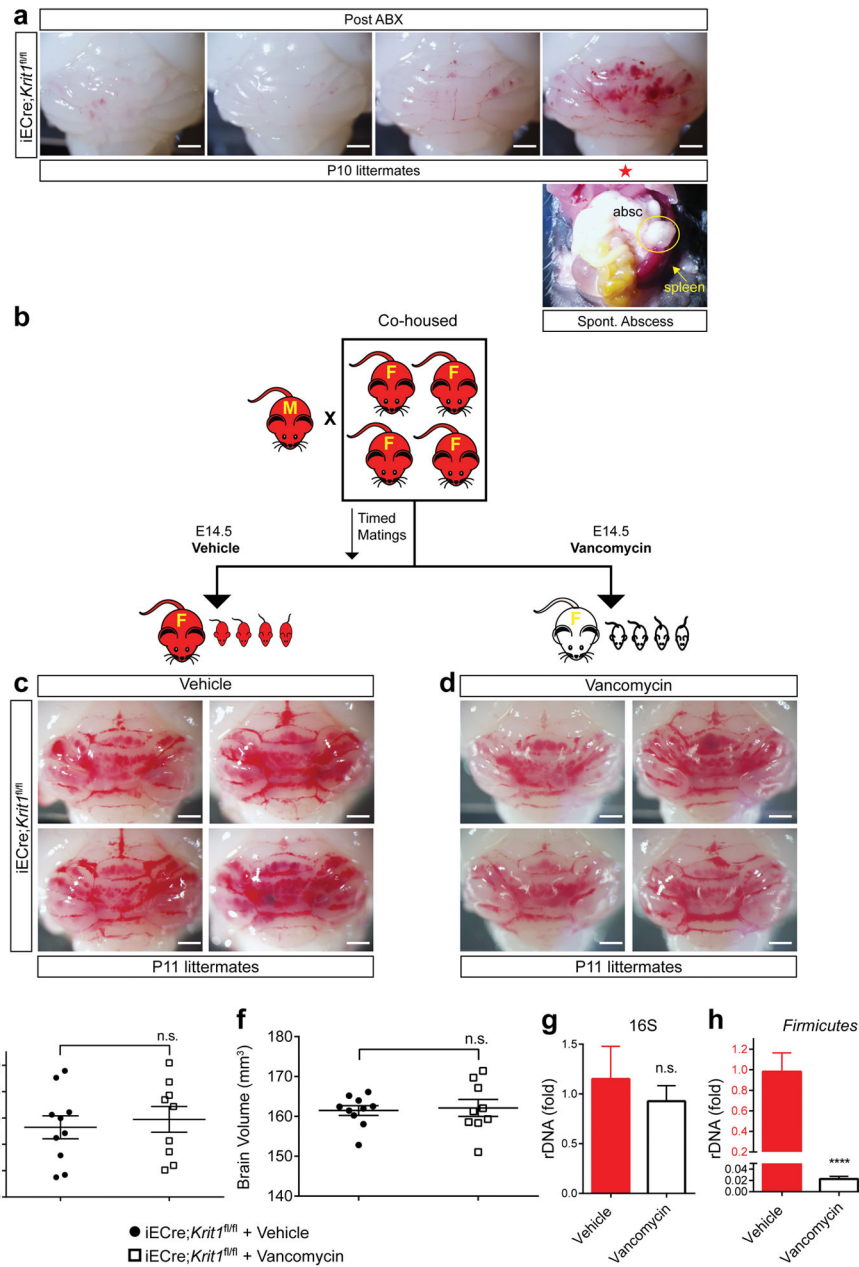 a
Post ABX
iECre;Krit1fl/fl
P10 littermates
absc
spleen
Spont. Abscess
b
Co-housed
M
X
F
F
F
F
Timed
Matings
E14.5
Vehicle
E14.5
Vancomycin
F
F
c
Vehicle
d
Vancomycin
iECre;Krit1fl/fl
P11 littermates
P11 littermates
n.s.
f
Brain Volume (mm3)
180
170
160
150
140
n.s.
g
16S
rDNA (fold)
1.5
1.0
0.5
0.0
n.s.
Vehicle
Vancomycin
h
Firmicutes
rDNA (fold)
1.2
1.0
0.8
0.6
0.4
0.2
0.04
0.02
0.00
****
Vehicle
Vancomycin
iECre;Krit1fl/fl + Vehicle
iECre;Krit1fl/fl + Vancomycin